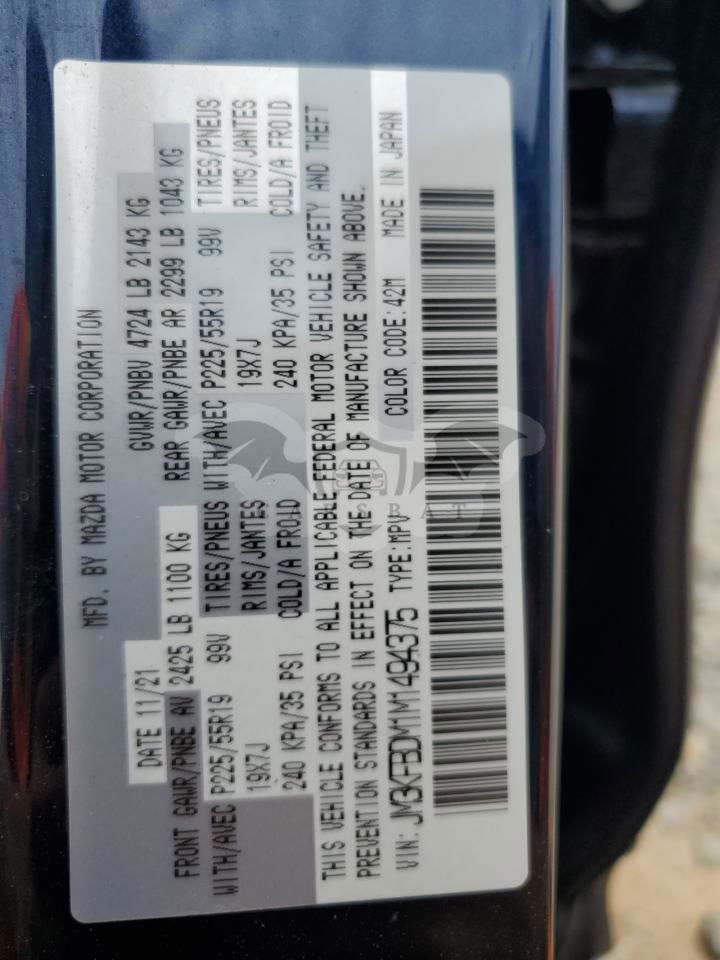 MFD. BY MAZDA MOTOR CORPORATION
DATE 11/21 GVWR/PNBV 4724 LB 2143 KG
FRONT GAWR/PNBE AV 2425 LB 1100 KG REAR GAWR/PNBE AR 2299 LB 1043 KG
WITH/AVEC P225/55R19 99V TIRES/PNEUS WITH/AVEC P225/55R19 99V TIRES/PNEUS
19X7J RIMS/JANTES 19X7J RIMS/JANTES
240 KPA/35 PSI COLD/A FROID 240 KPA/35 PSI COLD/A FROID
THIS VEHICLE CONFORMS TO ALL APPLICABLE FEDERAL MOTOR VEHICLE SAFETY AND THEFT
PREVENTION STANDARDS IN EFFECT ON THE DATE OF MANUFACTURE SHOWN ABOVE.
VIN: JM3KFBDM1M1494375 TYPE:MPV COLOR CODE:42M MADE IN JAPAN